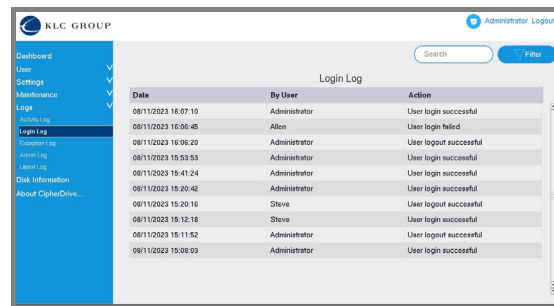 KLC GROUP
Administrator Logout
Search
Filter
Dashboard
User
Settings
Maintenance
Logs
Activity Log
Login Log
Exception Log
Admin Log
Latest Log
Disk Information
About CipherDrive...
Login Log
Date By User Action
08/11/2023 16:07:10 Administrator User login successful
08/11/2023 16:06:45 Allen User login failed
08/11/2023 16:06:20 Administrator User logout successful
08/11/2023 15:53:53 Administrator User login successful
08/11/2023 15:41:24 Administrator User login successful
08/11/2023 15:20:42 Administrator User login successful
08/11/2023 15:20:16 Steve User logout successful
08/11/2023 15:12:18 Steve User login successful
08/11/2023 15:11:52 Administrator User logout successful
08/11/2023 15:08:03 Administrator User login successful